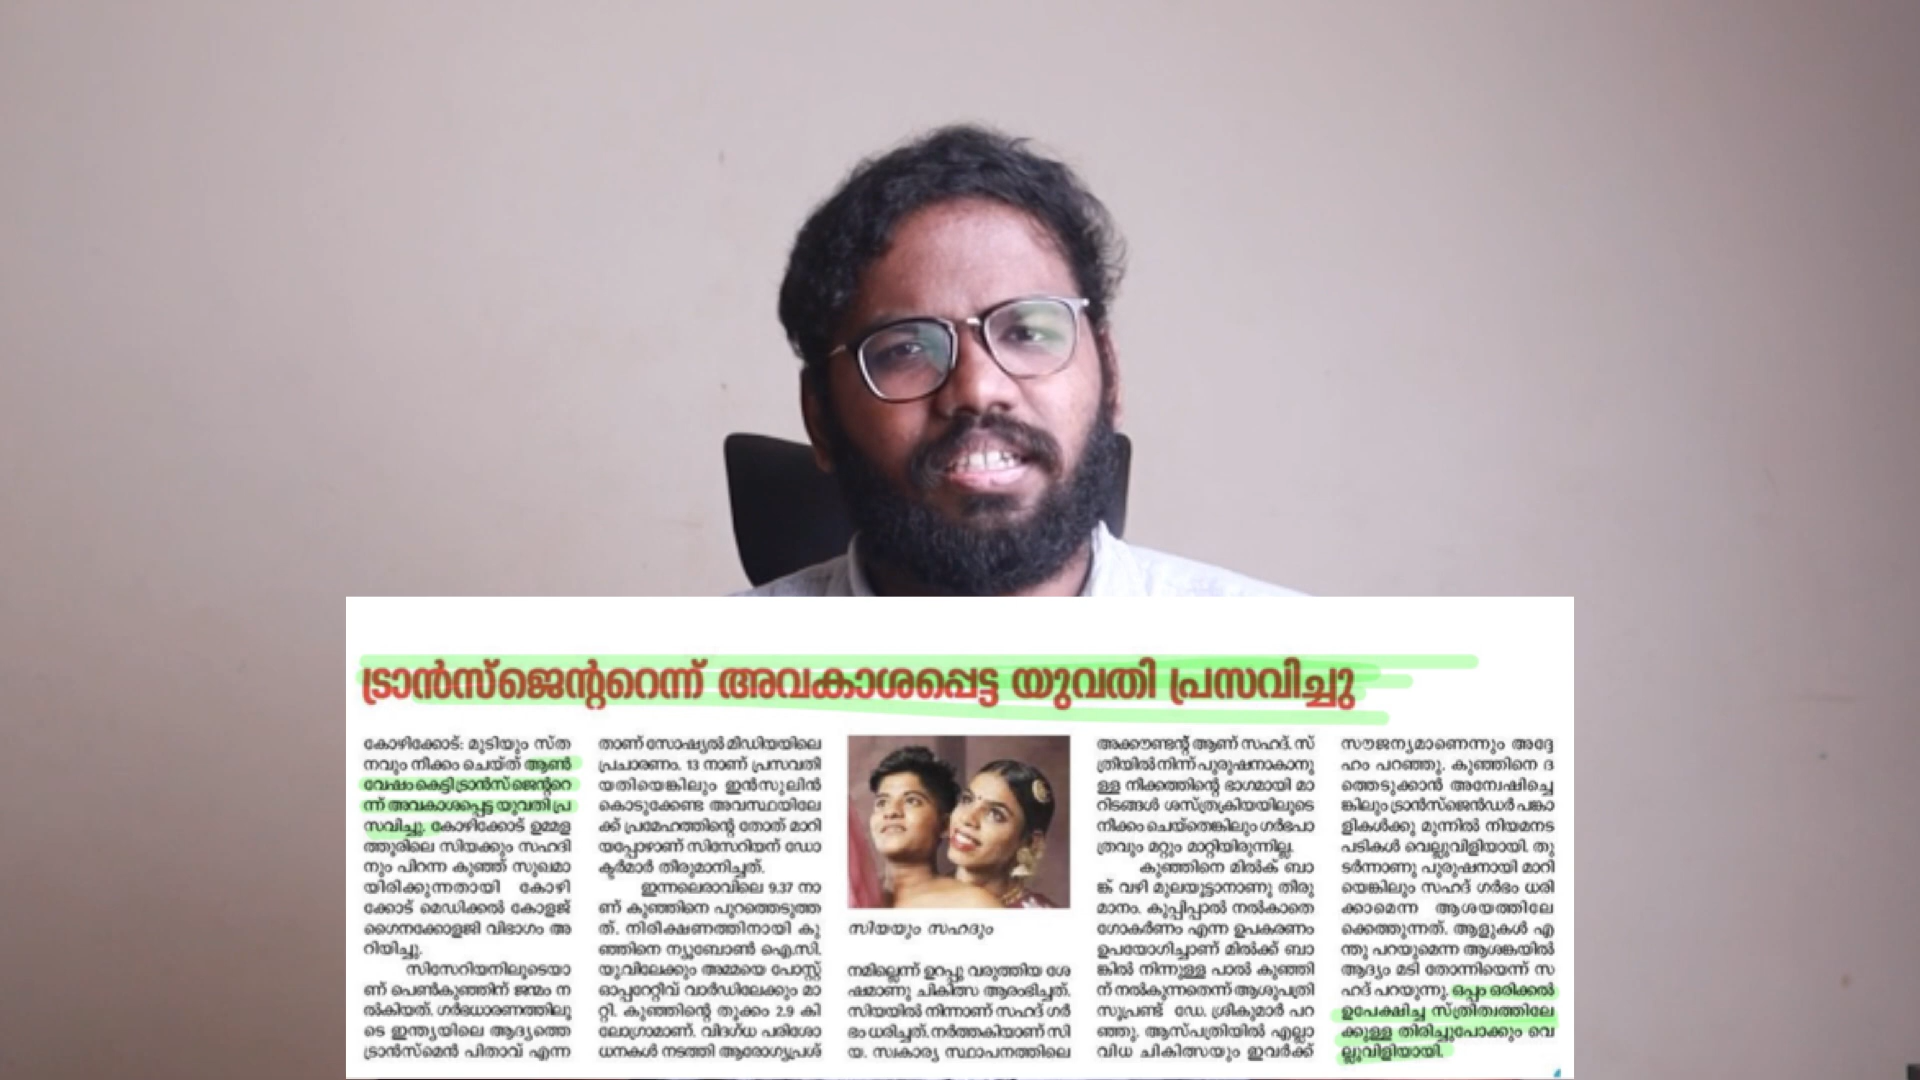 ട്രാൻസ്ജെന്ററെന്ന് അവകാശപ്പെട്ട യുവതി പ്രസവിച്ചു
കോഴിക്കോട്: മുടിയും സ്ത
നവും നീക്കം ചെയ്ത് ആൺ
വേഷംകെട്ടി ട്രാൻസ്ജെന്ററെ
ന്ന് അവകാശപ്പെട്ട യുവതി പ്ര
സവിച്ചു. കോഴിക്കോട് ഉമ്മള
ത്തൂരിലെ സിയക്കും സഹദി
നും പിറന്ന കുഞ്ഞ് സുഖമാ
യിരിക്കുന്നതായി കോഴി
ക്കോട് മെഡിക്കൽ കോളജ്
ഗൈനക്കോളജി വിഭാഗം അ
റിയിച്ചു.
സിസേറിയനിലൂടെയാ
ണ് പെൺകുഞ്ഞിന് ജന്മം ന
ൽകിയത്. ഗർഭധാരണത്തിലൂ
ടെ ഇന്ത്യയിലെ ആദ്യത്തെ
ട്രാൻസ്മെൻ പിതാവ് എന്ന
താണ് സോഷ്യൽ മീഡിയയിലെ
പ്രചാരണം. 13 നാണ് പ്രസവതി
യതിയെങ്കിലും ഇൻസുലിൻ
കൊടുക്കേണ്ട അവസ്ഥയിലേ
ക്ക് പ്രമേഹത്തിന്റെ തോത് മാറി
യപ്പോഴാണ് സിസേറിയന് ഡോ
ക്ടർമാർ തീരുമാനിച്ചത്.
ഇന്നലെരാവിലെ 9.37 നാ
ണ് കുഞ്ഞിനെ പുറത്തെടുത്ത
ത്. നിരീക്ഷണത്തിനായി കു
ഞ്ഞിനെ ന്യൂബോൺ ഐ.സി.
യുവിലേക്കും അമ്മയെ പോസ്റ്റ്
ഓപ്പറേറ്റീവ് വാർഡിലേക്കും മാ
റ്റി. കുഞ്ഞിന്റെ തൂക്കം 2.9 കി
ലോഗ്രാമാണ്. വിദഗ്ധ പരിശോ
ധനകൾ നടത്തി ആരോഗ്യപ്രശ്
സിയയും സഹദും
നമില്ലെന്ന് ഉറപ്പു വരുത്തിയ ശേ
ഷമാണു ചികിത്സ ആരംഭിച്ചത്.
സിയയിൽ നിന്നാണ് സഹദ് ഗർ
ഭം ധരിച്ചത്. നർത്തകിയാണ് സി
യ. സ്വകാര്യ സ്ഥാപനത്തിലെ
അക്കൗണ്ടന്റ് ആണ് സഹദ്. സ്
ത്രീയിൽ നിന്ന് പുരുഷനാകാനു
ള്ള നീക്കത്തിന്റെ ഭാഗമായി മാ
റിടങ്ങൾ ശസ്ത്രക്രിയയിലൂടെ
നീക്കം ചെയ്തെങ്കിലും ഗർഭപാ
ത്രവും മറ്റും മാറ്റിയിരുന്നില്ല.
കുഞ്ഞിനെ മിൽക് ബാ
ങ്ക് വഴി മുലയൂട്ടാനാണു തീരു
മാനം. കുപ്പിപ്പാൽ നൽകാതെ
ഗോകർണം എന്ന ഉപകരണം
ഉപയോഗിച്ചാണ് മിൽക്ക് ബാ
ങ്കിൽ നിന്നുള്ള പാൽ കുഞ്ഞി
ന് നൽകുന്നതെന്ന് ആശുപത്രി
സൂപ്രണ്ട് ഡോ. ശ്രീകുമാർ പറ
ഞ്ഞു. ആസ്പത്രിയിൽ എല്ലാ
വിധ ചികിത്സയും ഇവർക്ക്
സൗജന്യമാണെന്നും അദ്ദേ
ഹം പറഞ്ഞു. കുഞ്ഞിനെ ദ
ത്തെടുക്കാൻ അന്വേഷിച്ചെ
ങ്കിലും ട്രാൻസ്ജെൻഡർ പങ്കാ
ളികൾക്കു മുന്നിൽ നിയമനട
പടികൾ വെല്ലുവിളിയായി. തു
ടർന്നാണു പുരുഷനായി മാറി
യെങ്കിലും സഹദ് ഗർഭം ധരി
ക്കാമെന്ന ആശയത്തിലേ
ക്കെത്തുന്നത്. ആളുകൾ എ
ന്തു പറയുമെന്ന ആശങ്കയിൽ
ആദ്യം മടി തോന്നിയെന്ന് സ
ഹദ് പറയുന്നു. ഒപ്പം ഒരിക്കൽ
ഉപേക്ഷിച്ച സ്ത്രീത്വത്തിലേ
ക്കുള്ള തിരിച്ചുപോക്കും വെ
ല്ലുവിളിയായി.